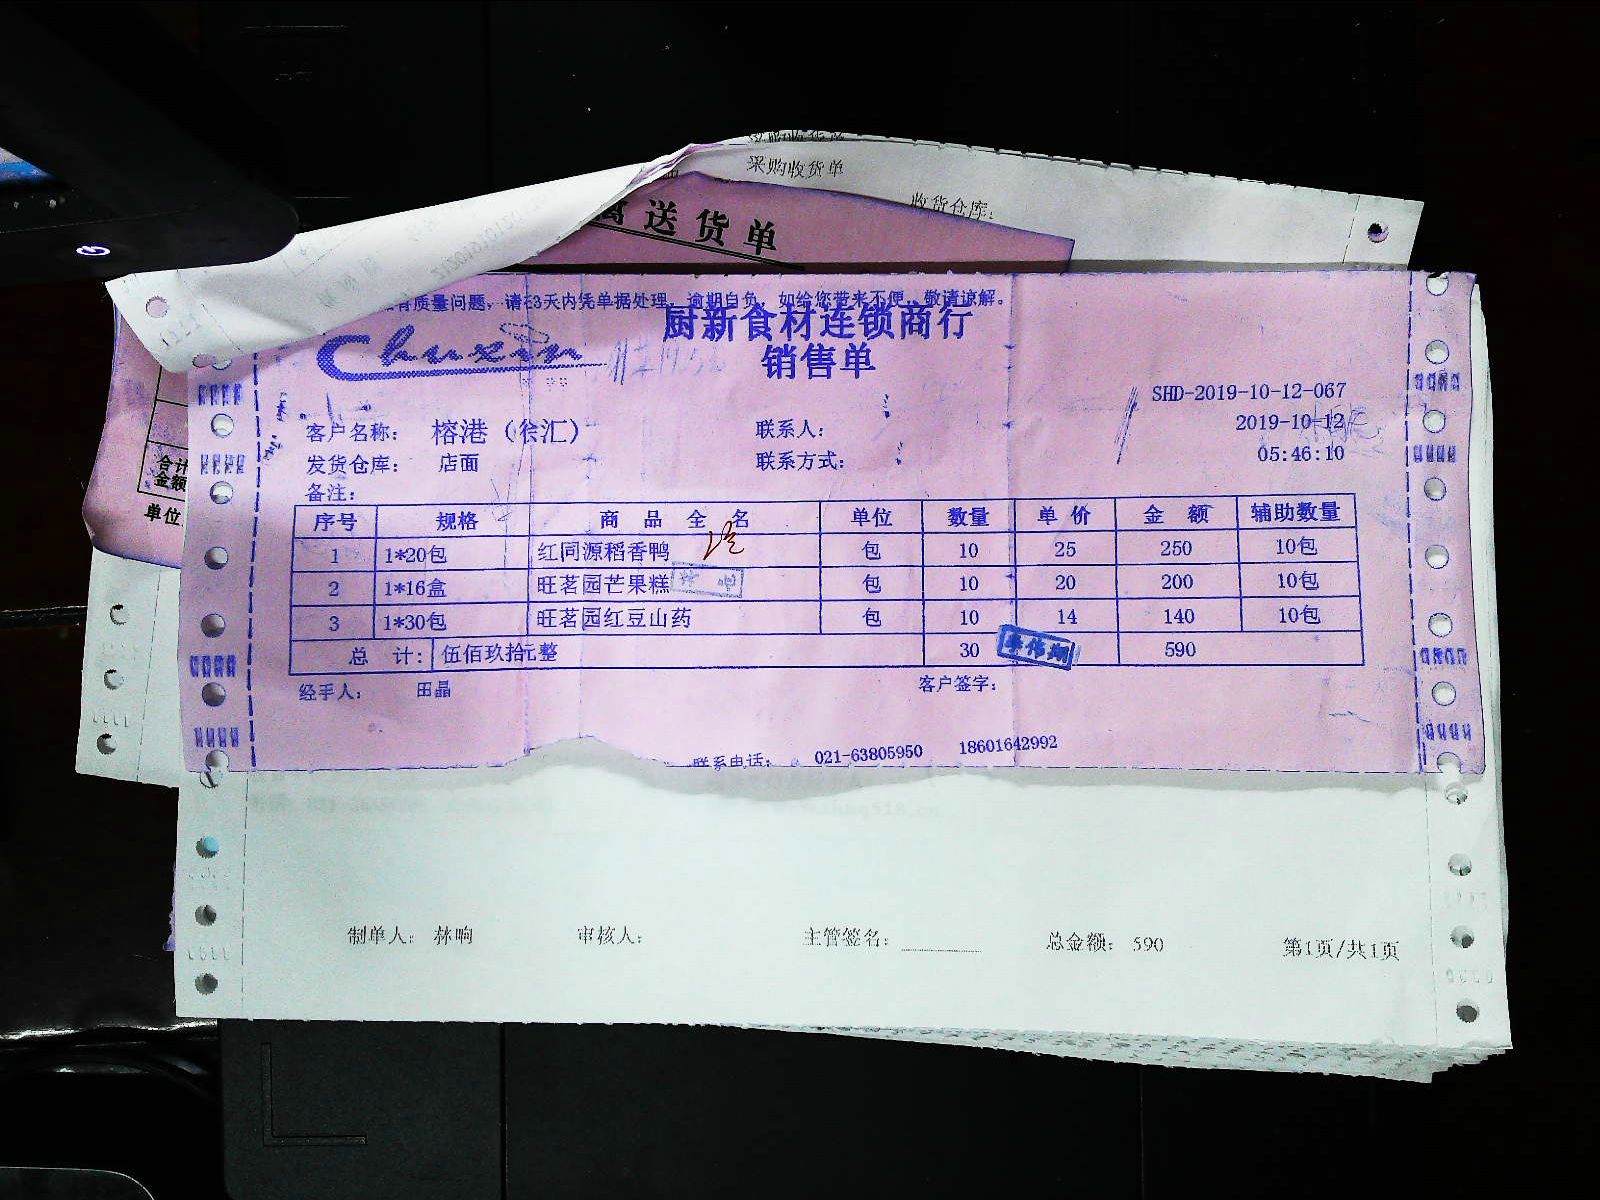 采购收货单
收货仓库:
送货单
有质量问题，请在3天内凭单据处理，逾期自负，如给您带来不便，敬请谅解。
Chuxin
厨新食材连锁商行
销售单
SHD-2019-10-12-067
2019-10-12
05:46:10
客户名称: 榕港（徐汇） 联系人:
发货仓库: 店面 联系方式:
备注:
序号 规格 商品全名 单位 数量 单价 金额 辅助数量
1 1*20包 红同源稻香鸭 包 10 25 250 10包
2 1*16盒 旺茗园芒果糕 包 10 20 200 10包
3 1*30包 旺茗园红豆山药 包 10 14 140 10包
总计: 伍佰玖拾元整 30 590
经手人: 田晶 客户签字:
联系电话: 021-63805950 18601642992
合计
金额
单位
制单人: 林响 审核人: 主管签名: 总金额: 590 第1页/共1页